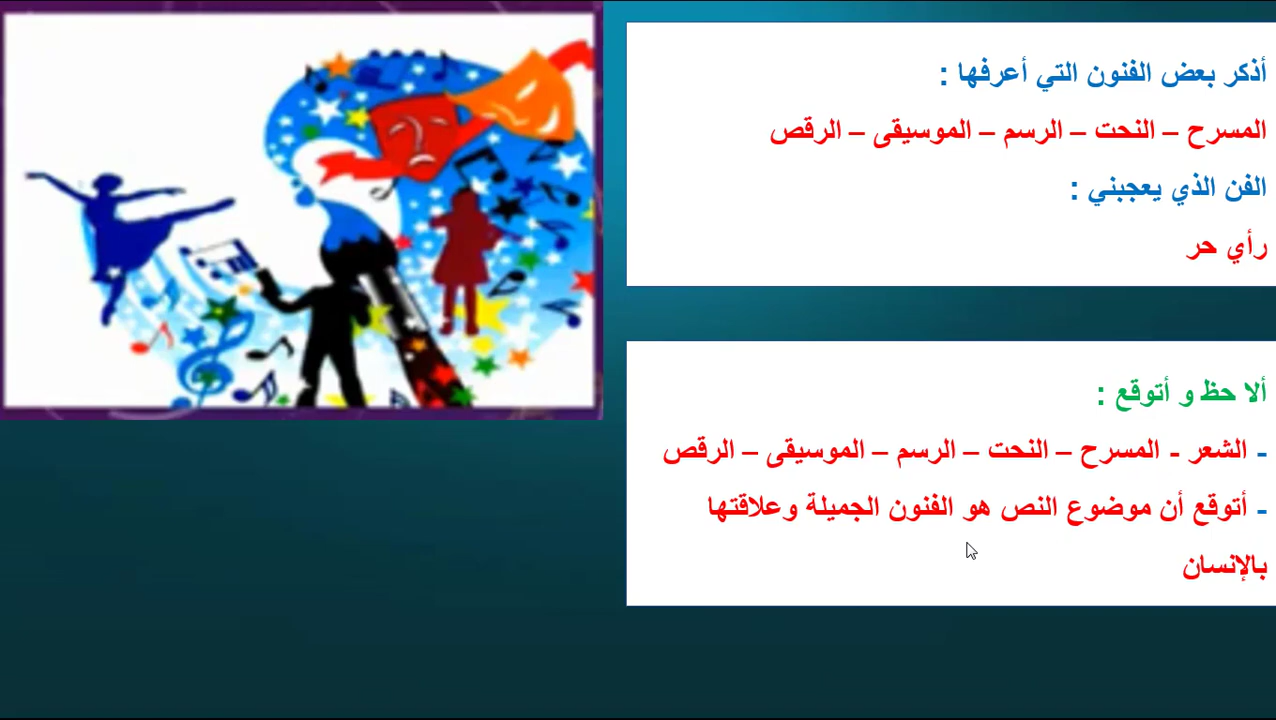 أذكر بعض الفنون التي أعرفها :
المسرح – النحت – الرسم – الموسيقى – الرقص
الفن الذي يعجبني :
رأي حر
ألا حظ و أتوقع :
- الشعر - المسرح – النحت – الرسم – الموسيقى – الرقص
- أتوقع أن موضوع النص هو الفنون الجميلة وعلاقتها
بالإنسان